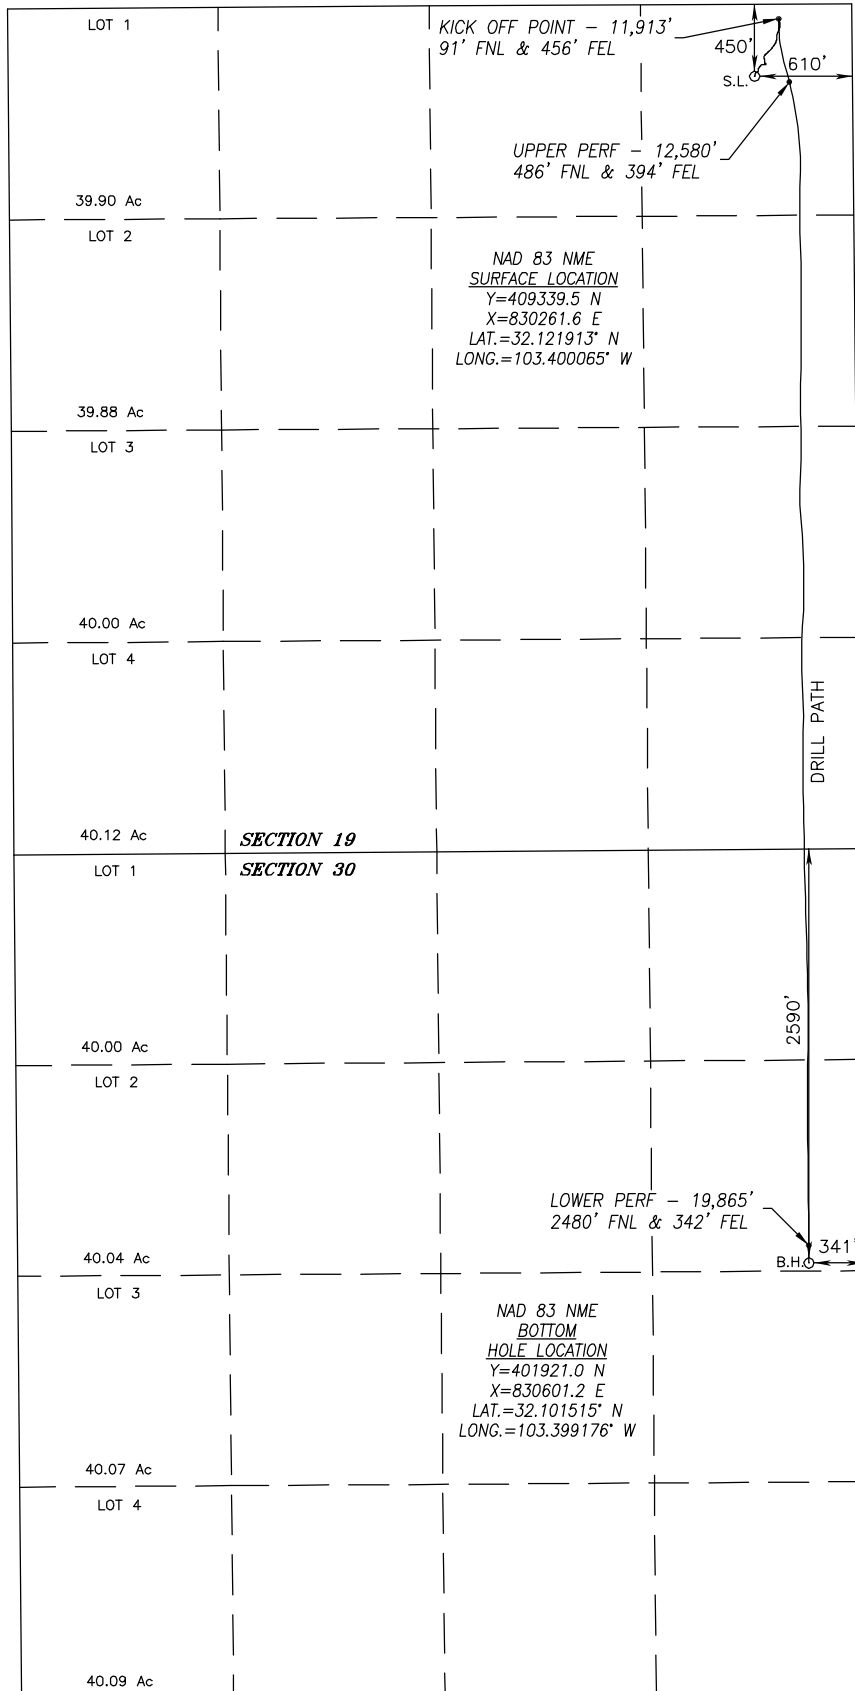 LOT 1
KICK OFF POINT - 11,913'
91' FNL & 456' FEL
450'
610'
S.L.
UPPER PERF - 12,580'
486' FNL & 394' FEL
39.90 Ac
LOT 2
NAD 83 NME
SURFACE LOCATION
Y=409339.5 N
X=830261.6 E
LAT.=32.121913° N
LONG.=103.400065° W
39.88 Ac
LOT 3
40.00 Ac
LOT 4
DRILL PATH
40.12 Ac
SECTION 19
LOT 1
SECTION 30
2590'
40.00 Ac
LOT 2
LOWER PERF - 19,865'
2480' FNL & 342' FEL
341'
B.H.
40.04 Ac
LOT 3
NAD 83 NME
BOTTOM
HOLE LOCATION
Y=401921.0 N
X=830601.2 E
LAT.=32.101515° N
LONG.=103.399176° W
40.07 Ac
LOT 4
40.09 Ac